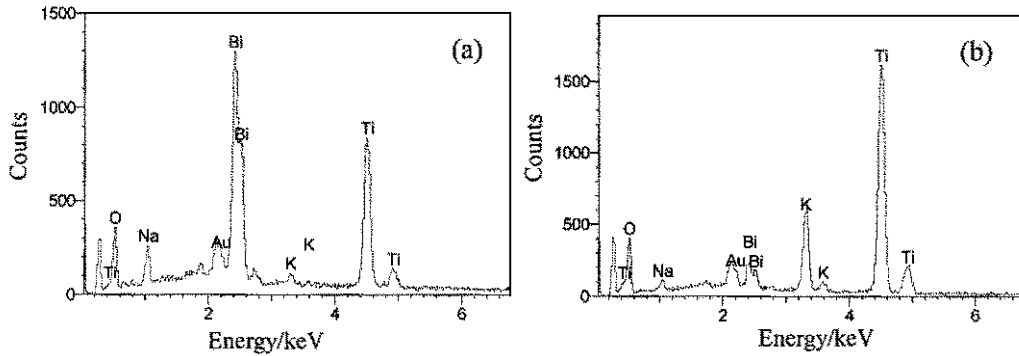 1500
1000
500
0
Counts
(a)
Bi
Bi
Ti
O
Ti
Na
Au
K
K
Ti
2
4
6
Energy/keV
1500
1000
500
0
Counts
(b)
Ti
O
Ti
Na
Au
Bi
Bi
K
K
Ti
2
4
6
Energy/keV